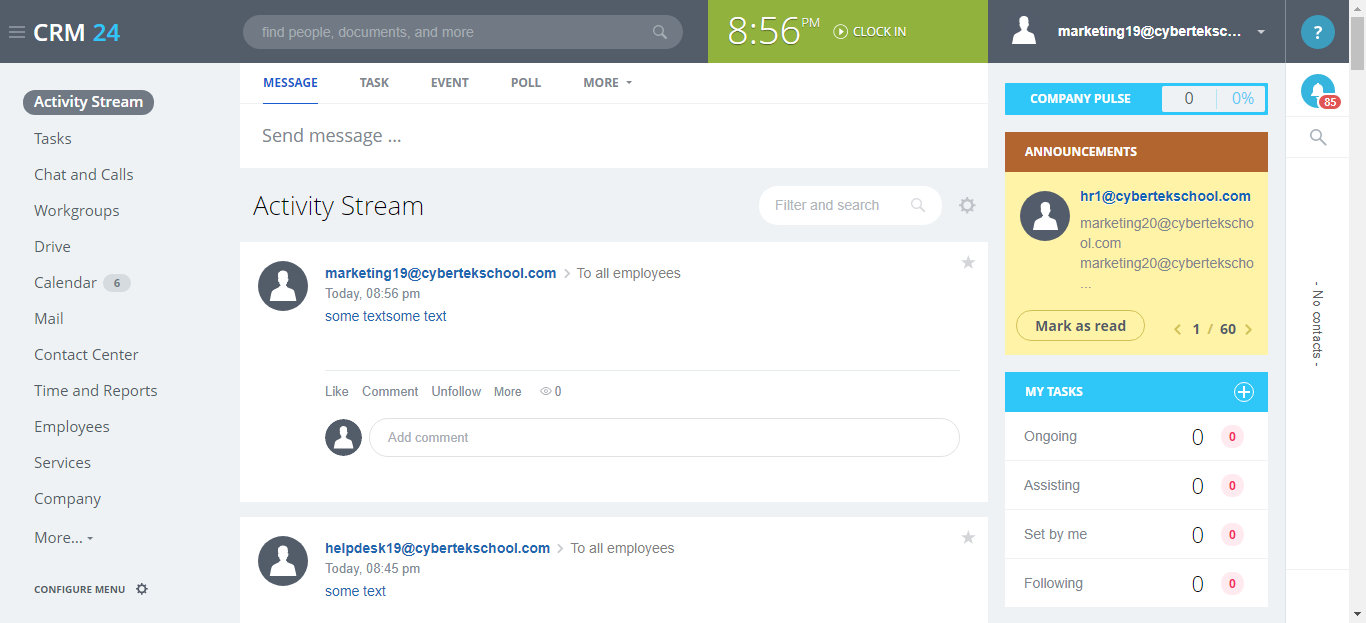 CRM 24
find people, documents, and more
8:56 PM
CLOCK IN
marketing19@cyberteksc...
?
85
Activity Stream
Tasks
Chat and Calls
Workgroups
Drive
Calendar 6
Mail
Contact Center
Time and Reports
Employees
Services
Company
More...
CONFIGURE MENU
MESSAGE TASK EVENT POLL MORE
Send message ...
Activity Stream
Filter and search
marketing19@cybertekschool.com > To all employees
Today, 08:56 pm
some textsome text
Like Comment Unfollow More 0
Add comment
helpdesk19@cybertekschool.com > To all employees
Today, 08:45 pm
some text
COMPANY PULSE 0 0%
ANNOUNCEMENTS
hr1@cybertekschool.com
marketing20@cybertekscho
ol.com
marketing20@cybertekscho
...
Mark as read
1 / 60
MY TASKS
Ongoing 0 0
Assisting 0 0
Set by me 0 0
Following 0 0
- No contacts -